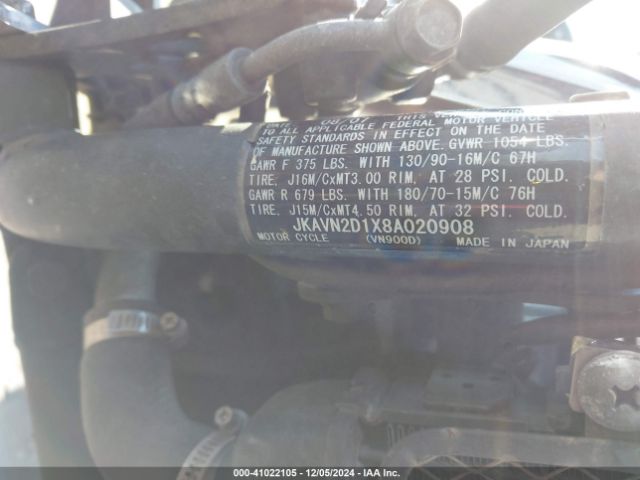 08/07 THIS VEHICLE CON
TO ALL APPLICABLE FEDERAL MOTOR VEHICLE
SAFETY STANDARDS IN EFFECT ON THE DATE
OF MANUFACTURE SHOWN ABOVE. GVWR 1054 LBS.
GAWR F 375 LBS. WITH 130/90-16M/C 67H
TIRE, J16M/CxMT3.00 RIM, AT 28 PSI. COLD.
GAWR R 679 LBS. WITH 180/70-15M/C 76H
TIRE, J15M/CxMT4.50 RIM, AT 32 PSI. COLD.
JKAVN2D1X8A020908
MOTOR CYCLE (VN900D) MADE IN JAPAN
000-41022105 - 12/05/2024 - IAA Inc.